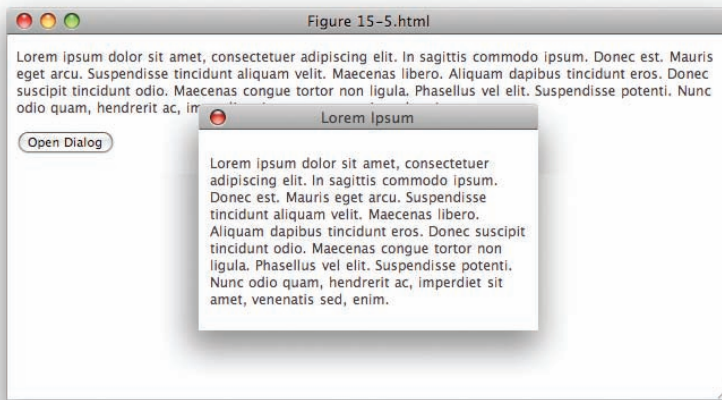 Figure 15-5.html
Lorem ipsum dolor sit amet, consectetuer adipiscing elit. In sagittis commodo ipsum. Donec est. Mauris
eget arcu. Suspendisse tincidunt aliquam velit. Maecenas libero. Aliquam dapibus tincidunt eros. Donec
suscipit tincidunt odio. Maecenas congue tortor non ligula. Phasellus vel elit. Suspendisse potenti. Nunc
odio quam, hendrerit ac,
Open Dialog
Lorem Ipsum
Lorem ipsum dolor sit amet, consectetuer
adipiscing elit. In sagittis commodo ipsum.
Donec est. Mauris eget arcu. Suspendisse
tincidunt aliquam velit. Maecenas libero.
Aliquam dapibus tincidunt eros. Donec suscipit
tincidunt odio. Maecenas congue tortor non
ligula. Phasellus vel elit. Suspendisse potenti.
Nunc odio quam, hendrerit ac, imperdiet sit
amet, venenatis sed, enim.